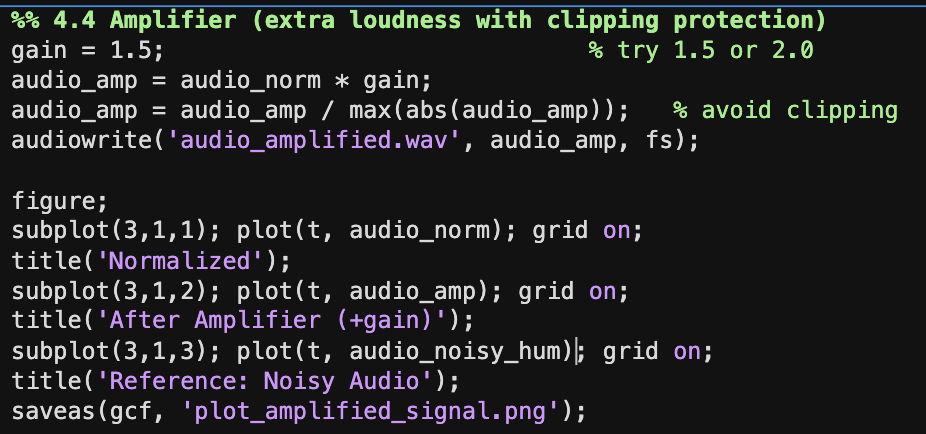 %% 4.4 Amplifier (extra loudness with clipping protection)
gain = 1.5;                              % try 1.5 or 2.0
audio_amp = audio_norm * gain;
audio_amp = audio_amp / max(abs(audio_amp));   % avoid clipping
audiowrite('audio_amplified.wav', audio_amp, fs);

figure;
subplot(3,1,1); plot(t, audio_norm); grid on;
title('Normalized');
subplot(3,1,2); plot(t, audio_amp); grid on;
title('After Amplifier (+gain)');
subplot(3,1,3); plot(t, audio_noisy_hum); grid on;
title('Reference: Noisy Audio');
saveas(gcf, 'plot_amplified_signal.png');